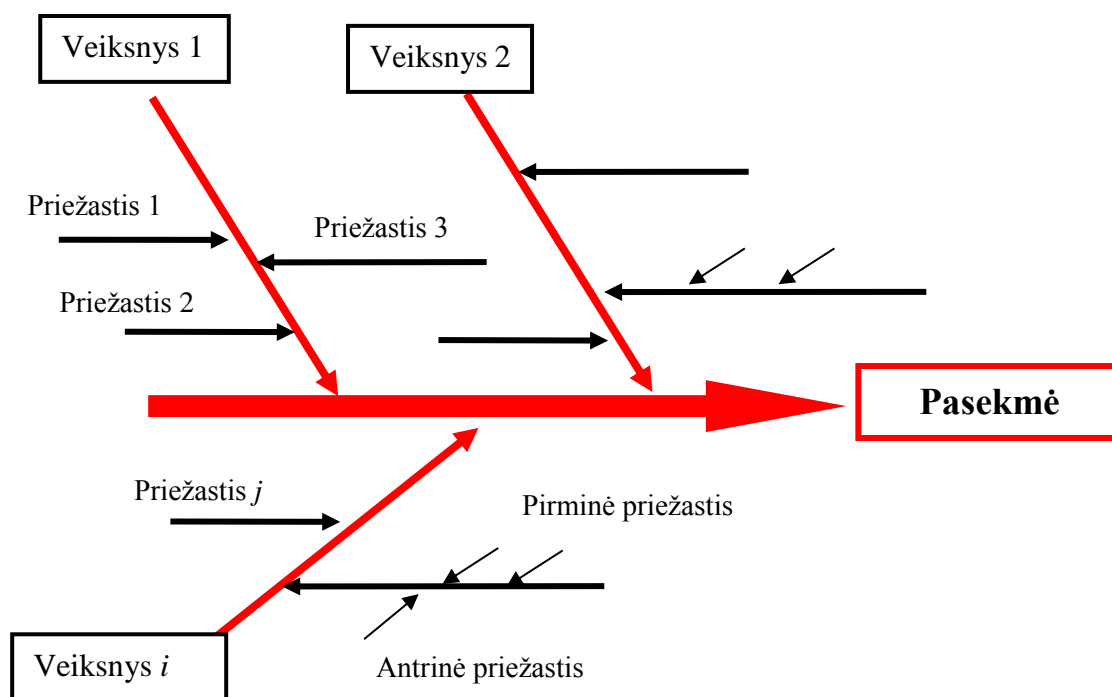 Veiksnys 1
Veiksnys 2
Priežastis 1
Priežastis 3
Priežastis 2
Pasekmė
Priežastis j
Pirminė priežastis
Veiksnys i
Antrinė priežastis